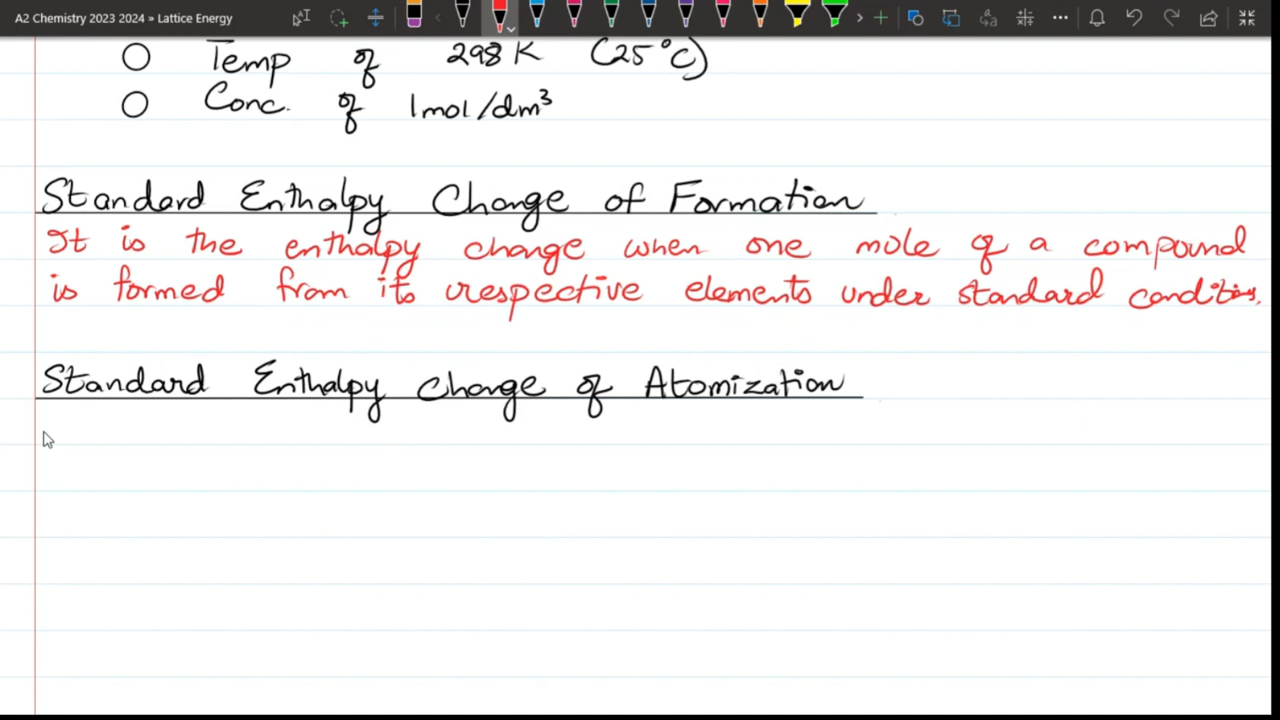 A2 Chemistry 2023 2024 » Lattice Energy
Temp of 298 K (25°C)
Conc. of 1mol/dm³
Standard Enthalpy Change of Formation
It is the enthalpy change when one mole of a compound
is formed from its respective elements under standard conditions.
Standard Enthalpy Change of Atomization